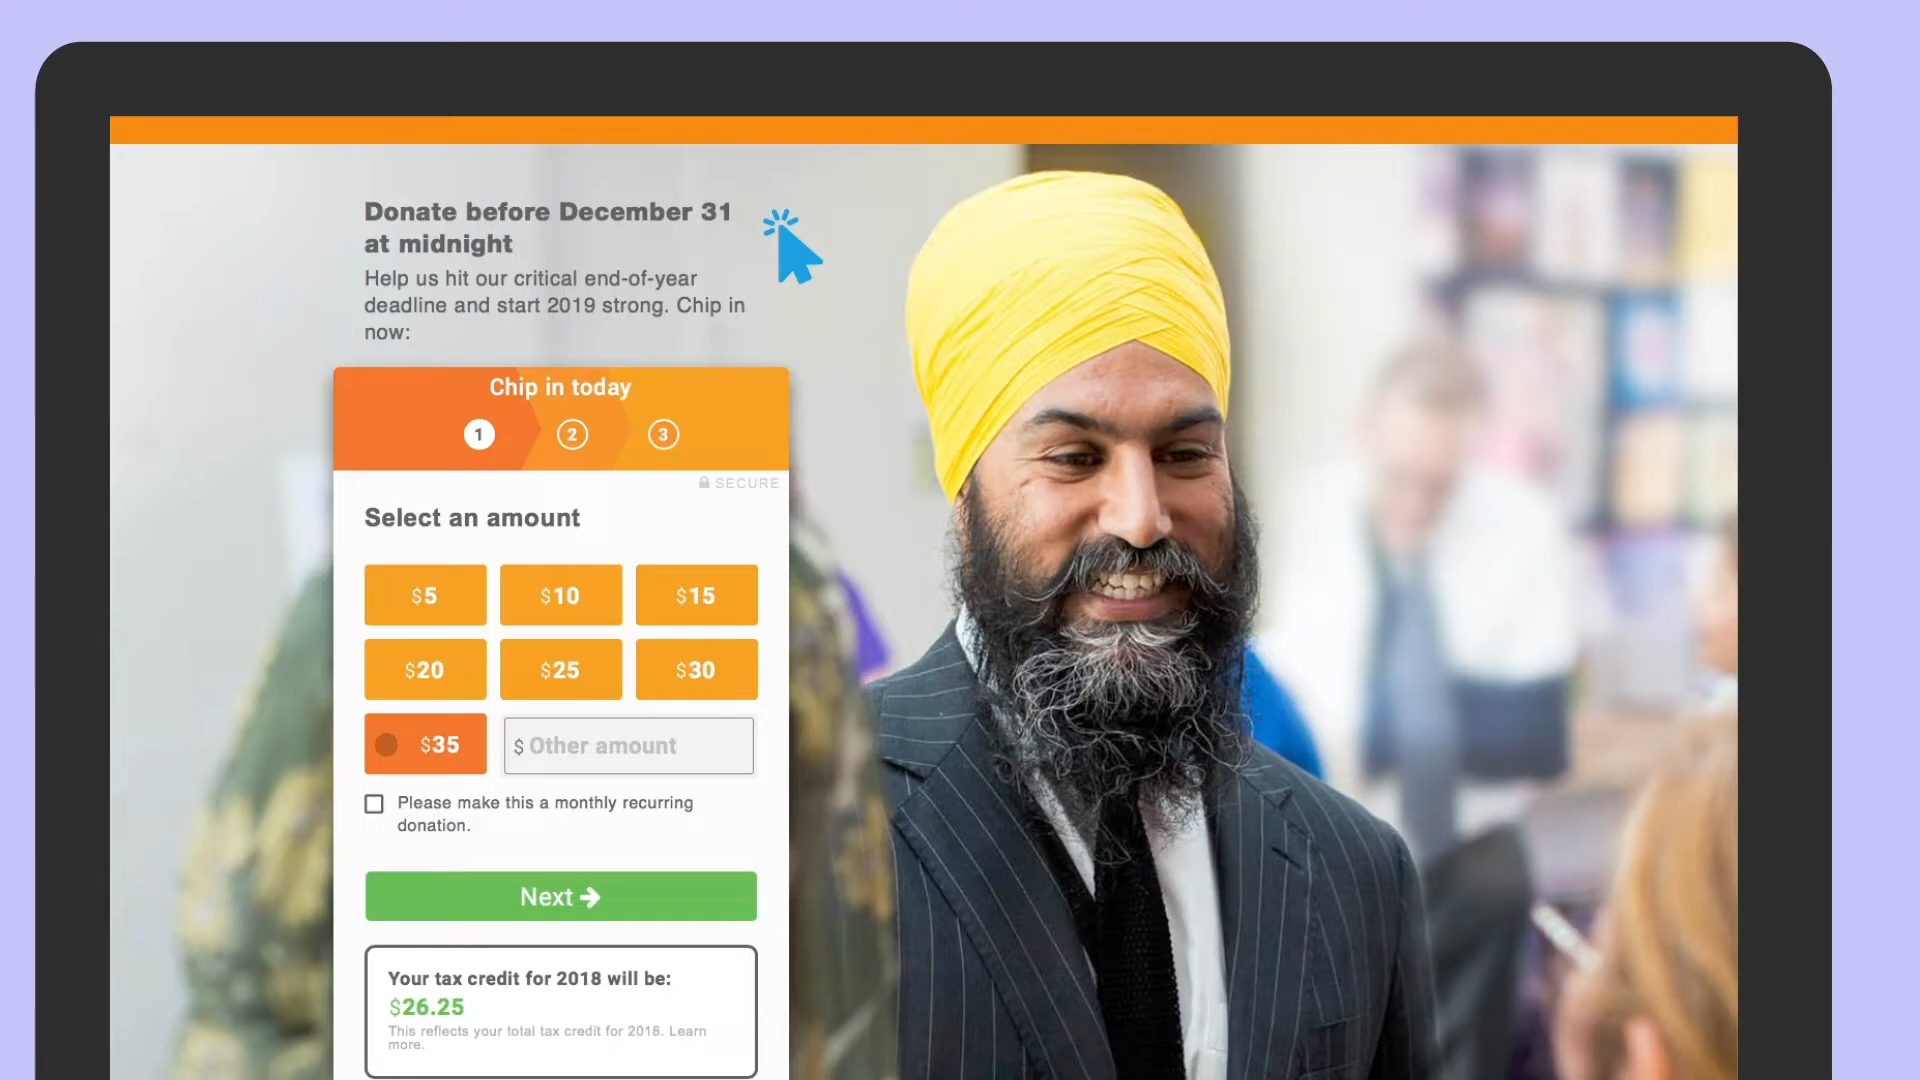 Donate before December 31
at midnight
Help us hit our critical end-of-year
deadline and start 2019 strong. Chip in
now:
Chip in today
1 2 3
SECURE
Select an amount
$5 $10 $15
$20 $25 $30
$35 $ Other amount
Please make this a monthly recurring
donation.
Next
Your tax credit for 2018 will be:
$26.25
This reflects your total tax credit for 2018. Learn
more.